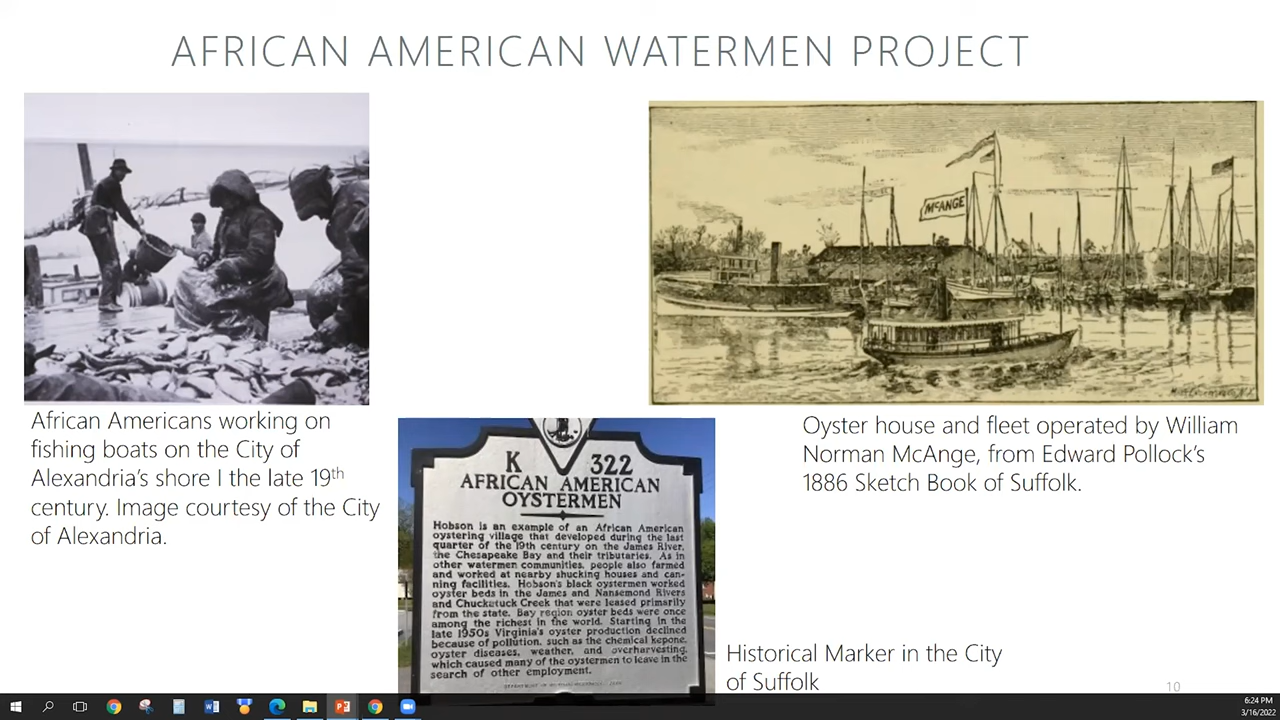 AFRICAN AMERICAN WATERMEN PROJECT
McANGE
African Americans working on
fishing boats on the City of
Alexandria's shore I the late 19th
century. Image courtesy of the City
of Alexandria.
Oyster house and fleet operated by William
Norman McAnge, from Edward Pollock's
1886 Sketch Book of Suffolk.
K 322
AFRICAN AMERICAN
OYSTERMEN
Hobson is an example of an African American
oystering village that developed during the last
quarter of the 19th century on the James River,
the Chesapeake Bay and their tributaries. As in
other watermen communities, people also farmed
and worked at nearby shucking houses and can-
ning facilities. Hobson's black oystermen worked
oyster beds in the James and Nansemond Rivers
and Chuckatuck Creek that were leased primarily
from the state. Bay region oyster beds were once
among the richest in the world. Starting in the
late 1950s Virginia's oyster production declined
because of pollution, such as the chemical kepone,
oyster diseases, weather, and overharvesting,
which caused many of the oystermen to leave in the
search of other employment.
DEPARTMENT OF HISTORIC RESOURCES
Historical Marker in the City
of Suffolk
10
6:24 PM
3/16/2022